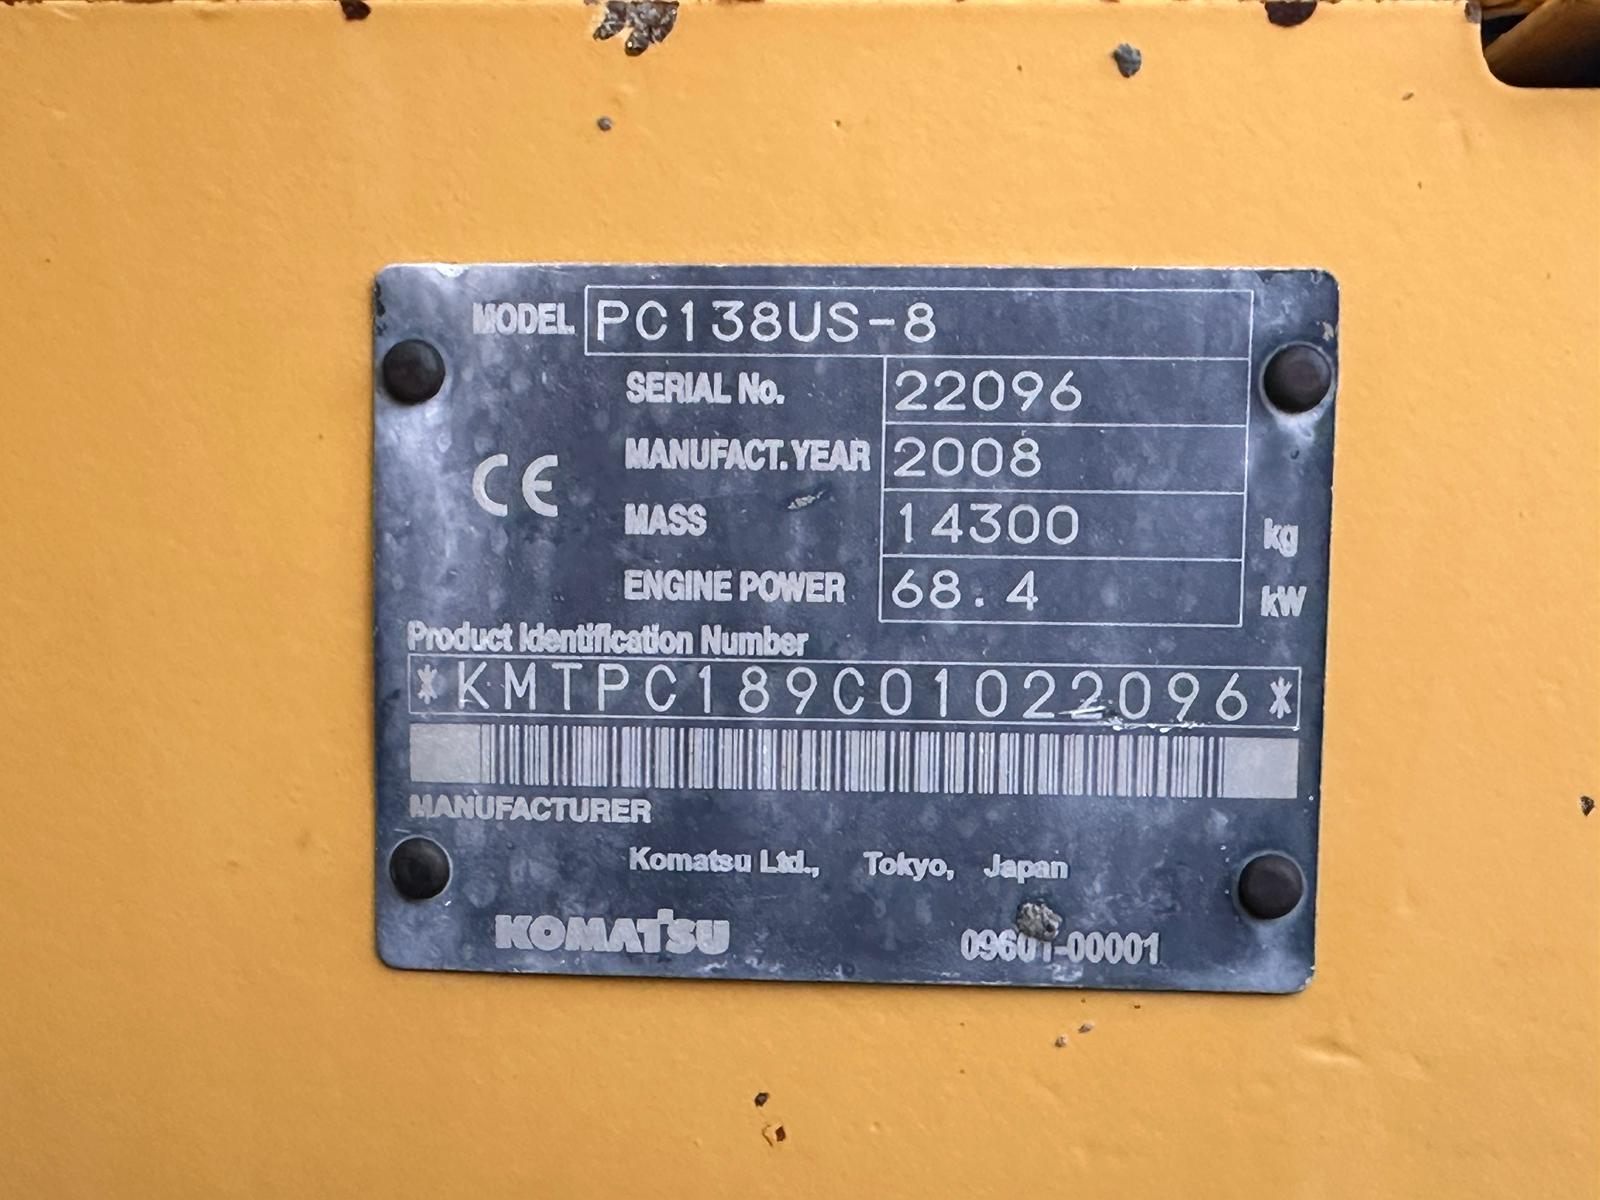 MODEL PC138US-8
SERIAL No. 22096
MANUFACT. YEAR 2008
MASS 14300 kg
ENGINE POWER 68.4 kW
CE
Product Identification Number
*KMTPC189C01022096*
MANUFACTURER
Komatsu Ltd., Tokyo, Japan
KOMATSU 09601-00001